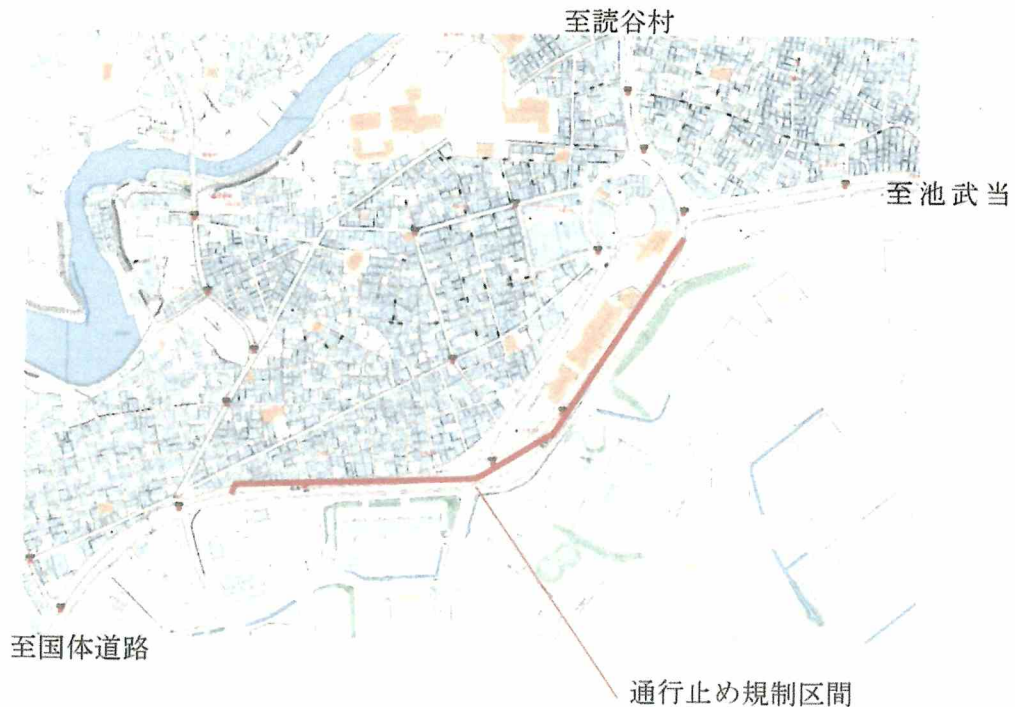 至読谷村
至池武当
至国体道路
通行止め規制区間